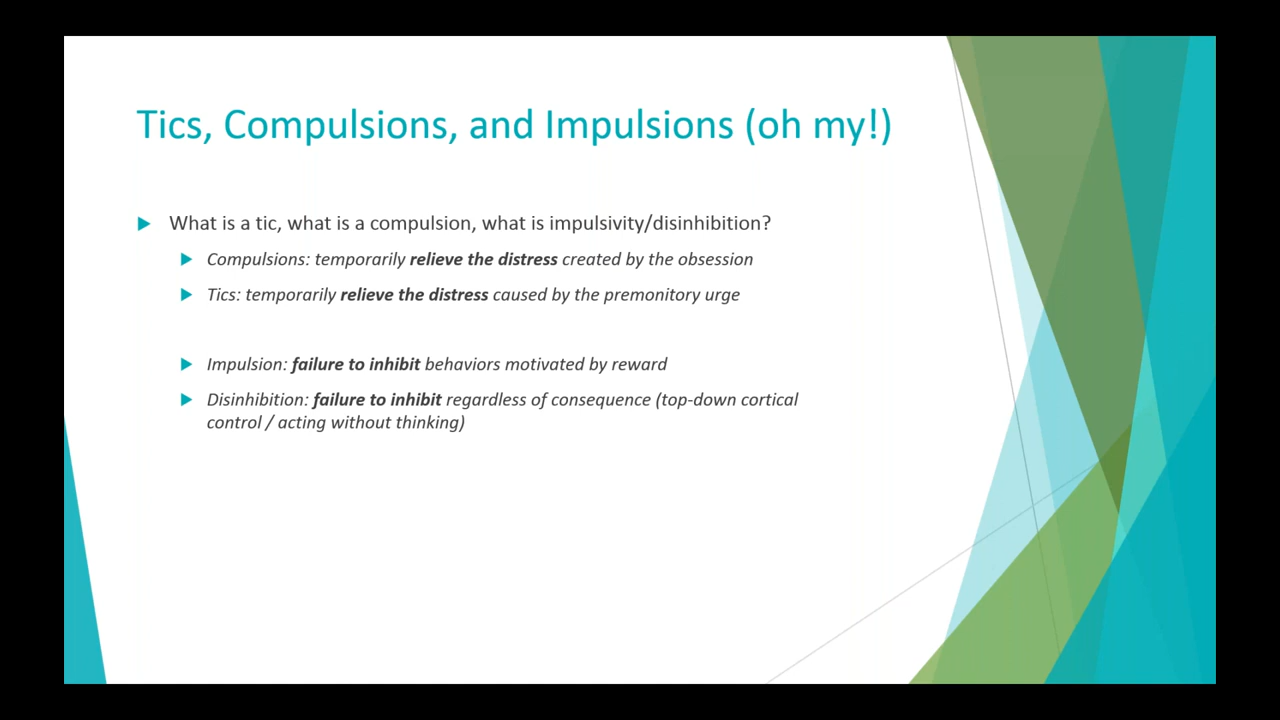 Tics, Compulsions, and Impulsions (oh my!)
What is a tic, what is a compulsion, what is impulsivity/disinhibition?
Compulsions: temporarily relieve the distress created by the obsession
Tics: temporarily relieve the distress caused by the premonitory urge
Impulsion: failure to inhibit behaviors motivated by reward
Disinhibition: failure to inhibit regardless of consequence (top-down cortical
control / acting without thinking)